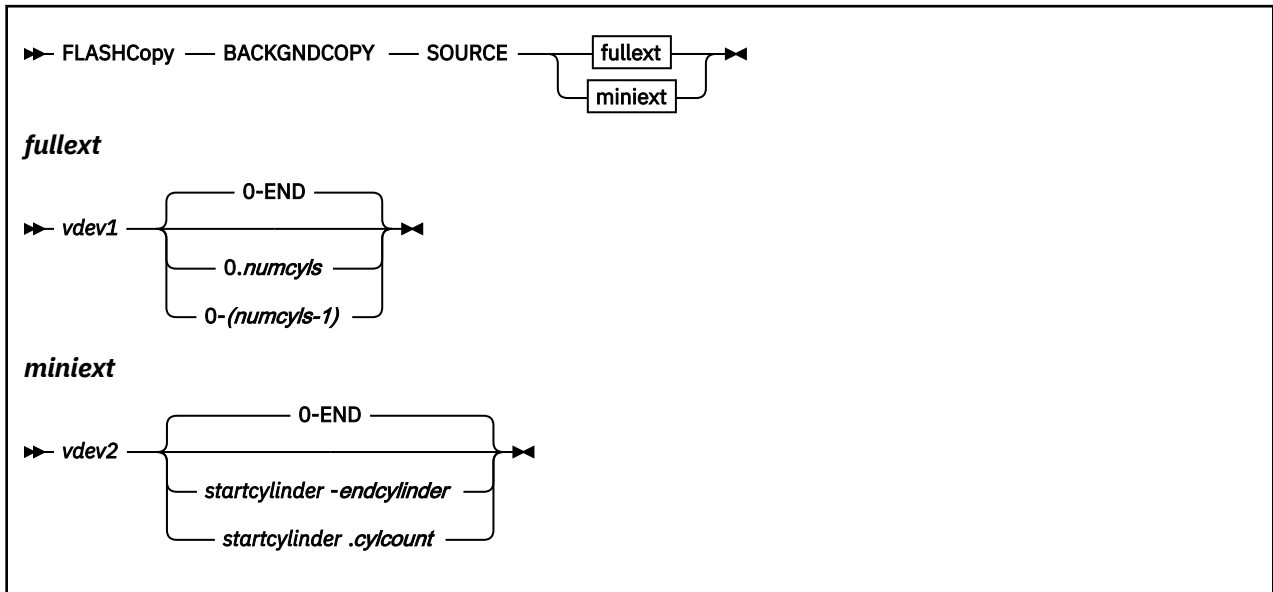 FLASHCopy BACKGNDCOPY SOURCE fullext
miniext
fullext
0-END
vdev1
0.numcyls
0-(numcyls-1)
miniext
0-END
vdev2
startcylinder -endcylinder
startcylinder .cylcount